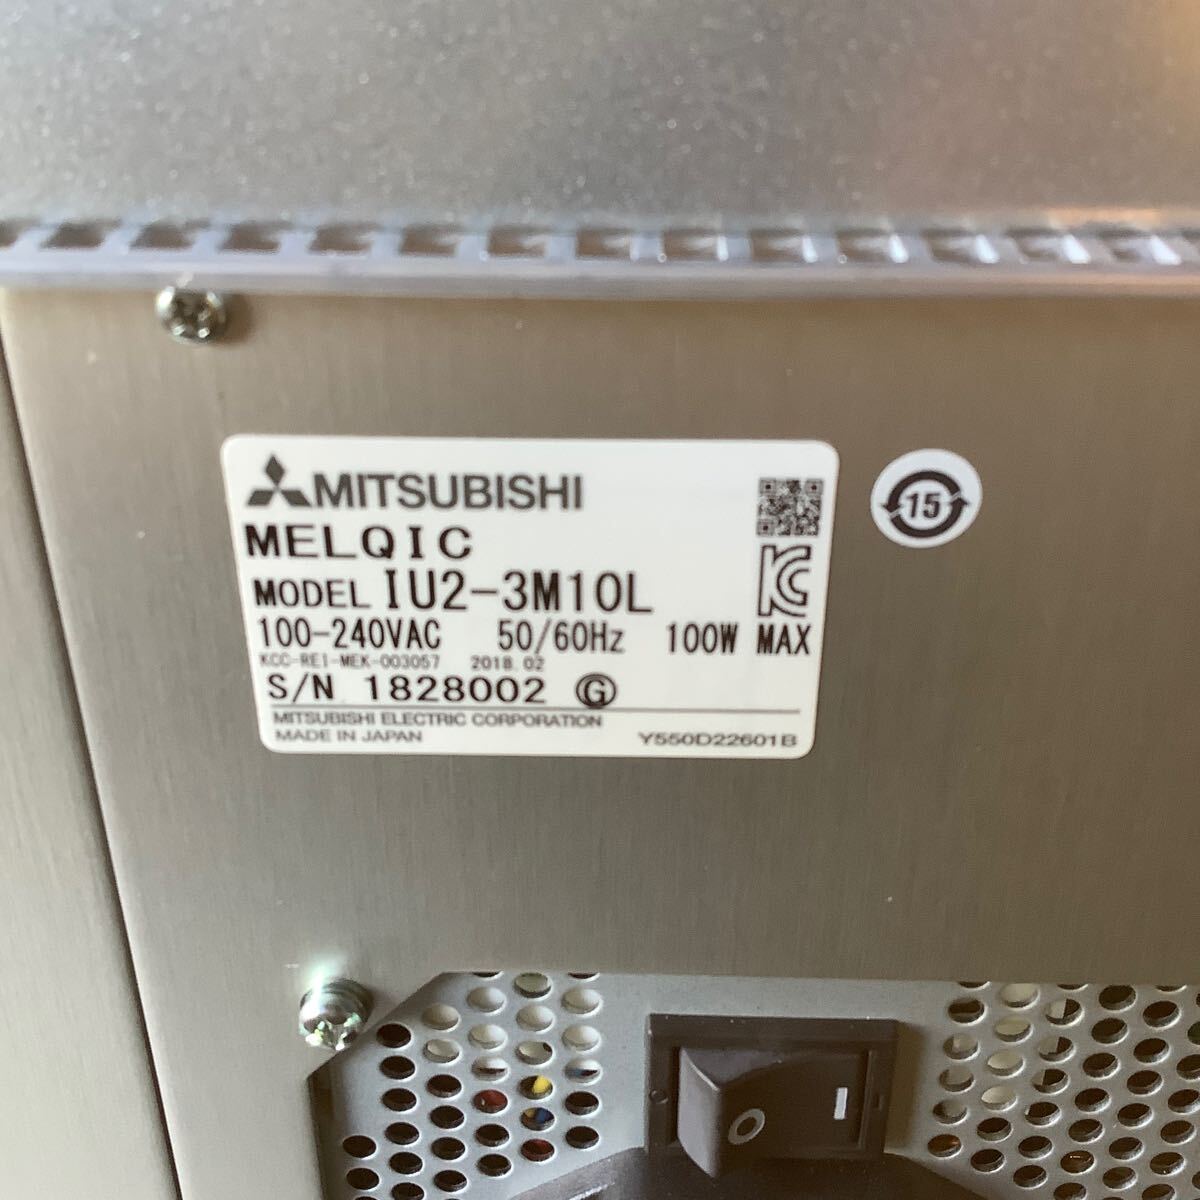 MITSUBISHI
MELQIC
MODEL IU2-3M10L
100-240VAC 50/60Hz 100W MAX
KCC-REI-MEK-003057 2018.02
S/N 1828002 G
MITSUBISHI ELECTRIC CORPORATION
MADE IN JAPAN Y550D22601B
15